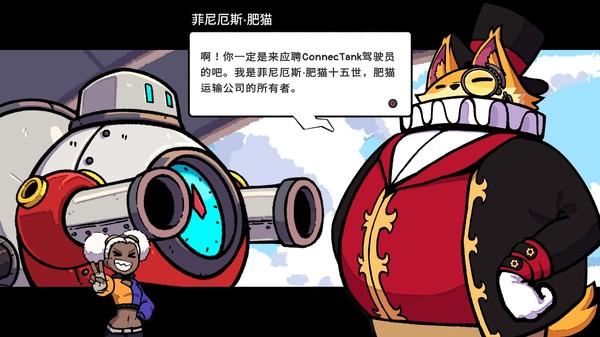 菲尼厄斯·肥猫
啊！你一定是来应聘ConnecTank驾驶员
的吧。我是菲尼厄斯·肥猫十五世，肥猫
运输公司的所有者。